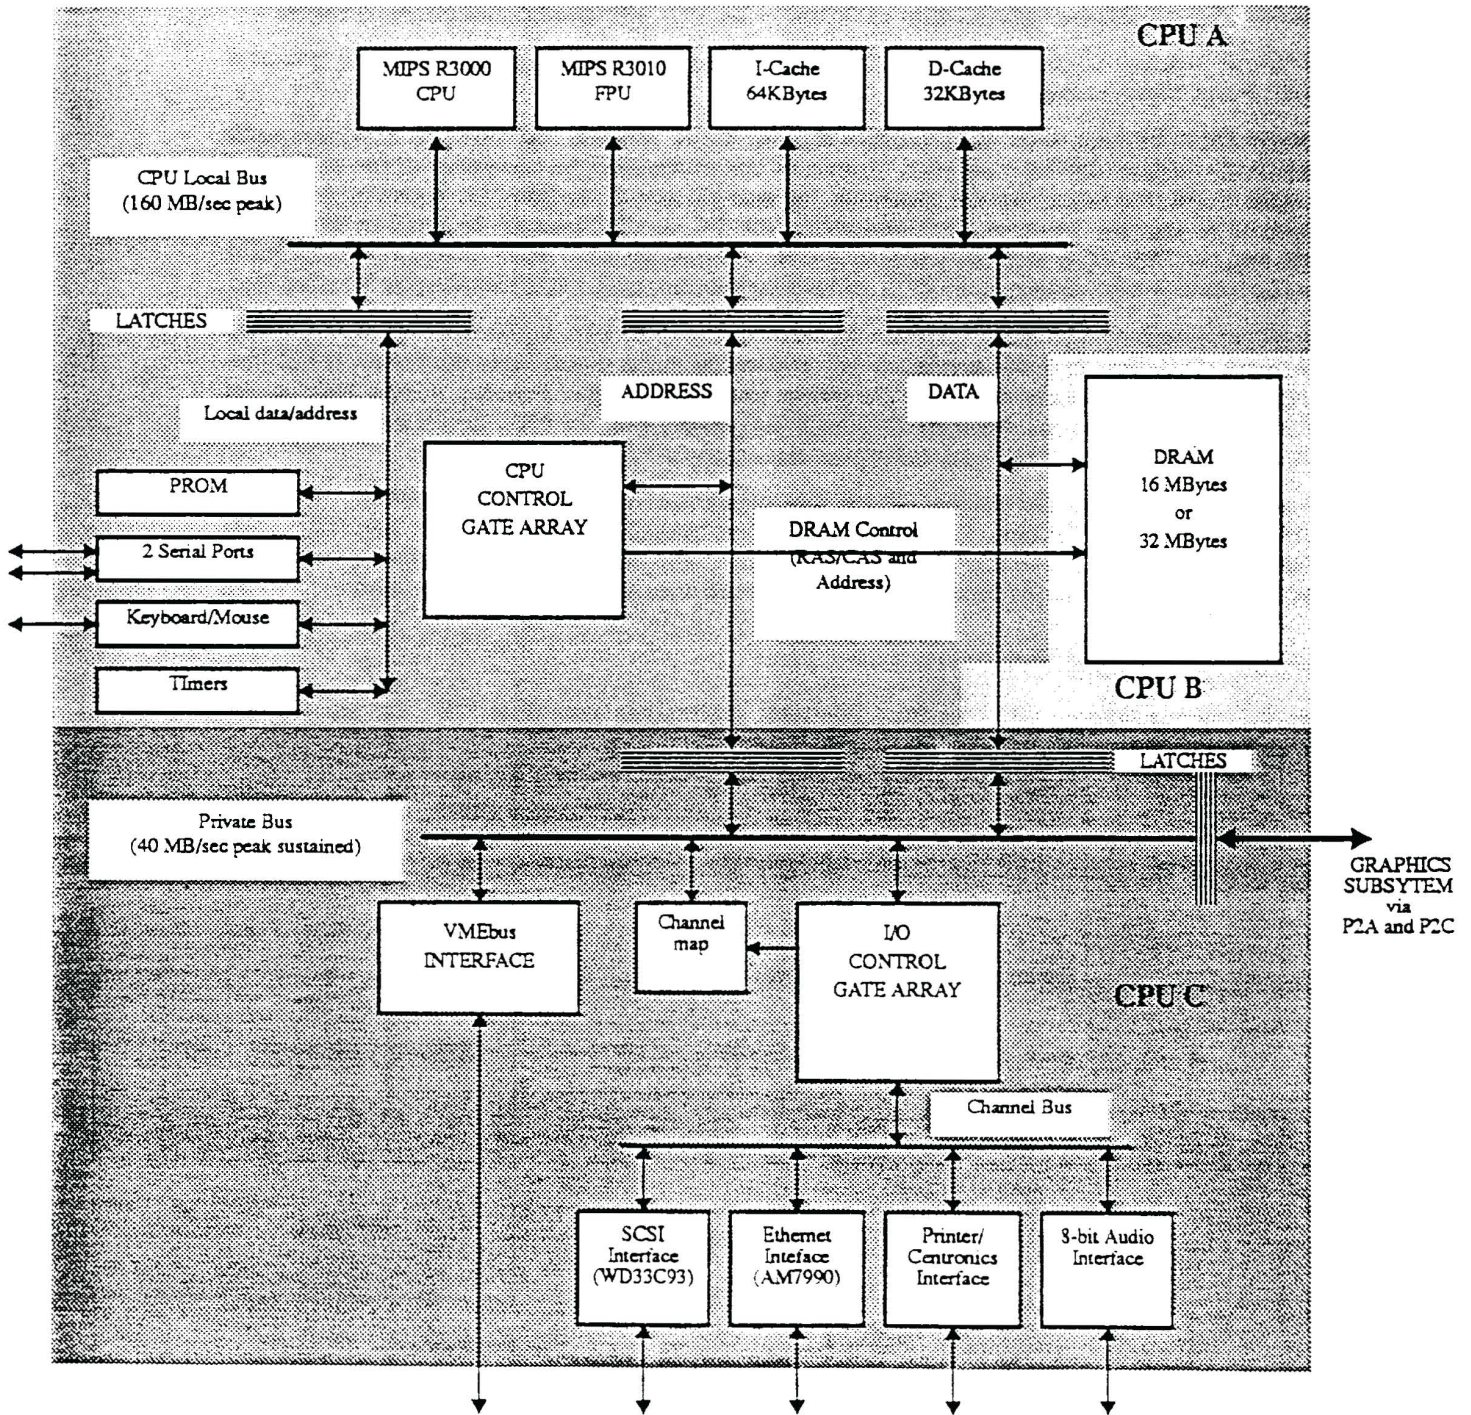 CPU A
MIPS R3000
CPU
MIPS R3010
FPU
I-Cache
64KBytes
D-Cache
32KBytes
CPU Local Bus
(160 MB/sec peak)
LATCHES
ADDRESS
DATA
Local data/address
CPU
CONTROL
GATE ARRAY
DRAM
16 MBytes
or
32 MBytes
PROM
DRAM Control
(RAS/CAS and
Address)
2 Serial Ports
Keyboard/Mouse
TImers
CPU B
LATCHES
Private Bus
(40 MB/sec peak sustained)
GRAPHICS
SUBSYTEM
via
P2A and P2C
VMEbus
INTERFACE
Channel
map
I/O
CONTROL
GATE ARRAY
CPU C
Channel Bus
SCSI
Interface
(WD33C93)
Ethernet
Inteface
(AM7990)
Printer/
Centronics
Interface
8-bit Audio
Interface